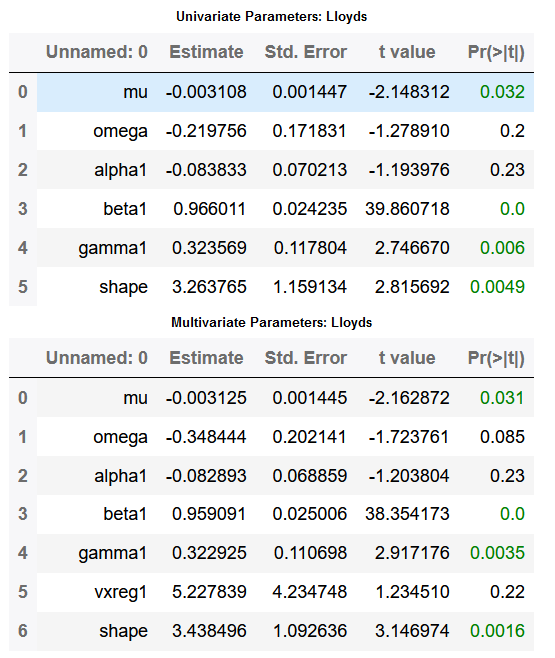 Univariate Parameters: Lloyds
Unnamed: 0 Estimate Std. Error t value Pr(>|t|)
0 mu -0.003108 0.001447 -2.148312 0.032
1 omega -0.219756 0.171831 -1.278910 0.2
2 alpha1 -0.083833 0.070213 -1.193976 0.23
3 beta1 0.966011 0.024235 39.860718 0.0
4 gamma1 0.323569 0.117804 2.746670 0.006
5 shape 3.263765 1.159134 2.815692 0.0049
Multivariate Parameters: Lloyds
Unnamed: 0 Estimate Std. Error t value Pr(>|t|)
0 mu -0.003125 0.001445 -2.162872 0.031
1 omega -0.348444 0.202141 -1.723761 0.085
2 alpha1 -0.082893 0.068859 -1.203804 0.23
3 beta1 0.959091 0.025006 38.354173 0.0
4 gamma1 0.322925 0.110698 2.917176 0.0035
5 vxreg1 5.227839 4.234748 1.234510 0.22
6 shape 3.438496 1.092636 3.146974 0.0016